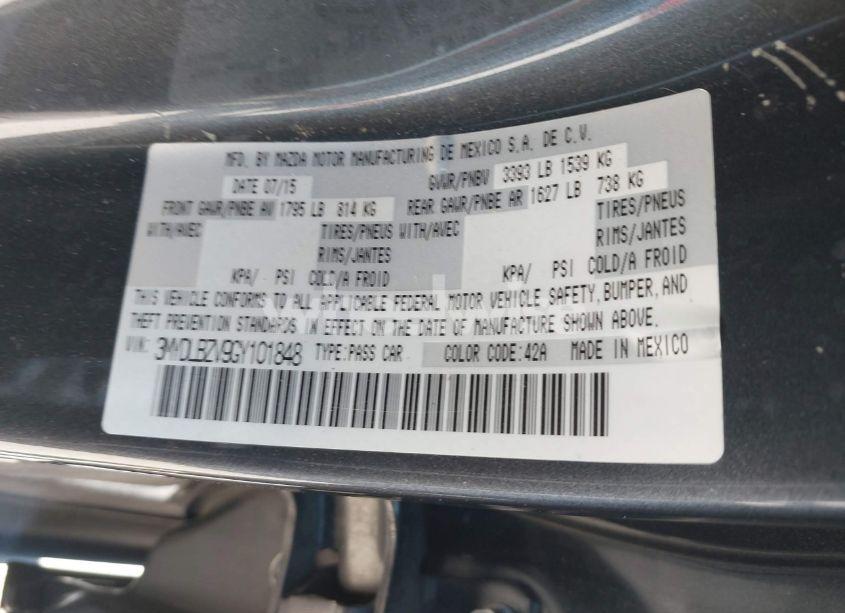 MFD. BY MAZDA MOTOR MANUFACTURING DE MEXICO S.A. DE C.V.
DATE 07/15 GVWR/PNBV 3393 LB 1539 KG
FRONT GAWR/PNBE AV 1795 LB 814 KG REAR GAWR/PNBE AR 1627 LB 738 KG
WITH/AVEC TIRES/PNEUS WITH/AVEC TIRES/PNEUS
RIMS/JANTES RIMS/JANTES
KPA/ PSI COLD/A FROID KPA/ PSI COLD/A FROID
THIS VEHICLE CONFORMS TO ALL APPLICABLE FEDERAL MOTOR VEHICLE SAFETY, BUMPER, AND
THEFT PREVENTION STANDARDS IN EFFECT ON THE DATE OF MANUFACTURE SHOWN ABOVE.
VIN: 3MYDLBZV9GY101848 TYPE:PASS CAR COLOR CODE:42A MADE IN MEXICO